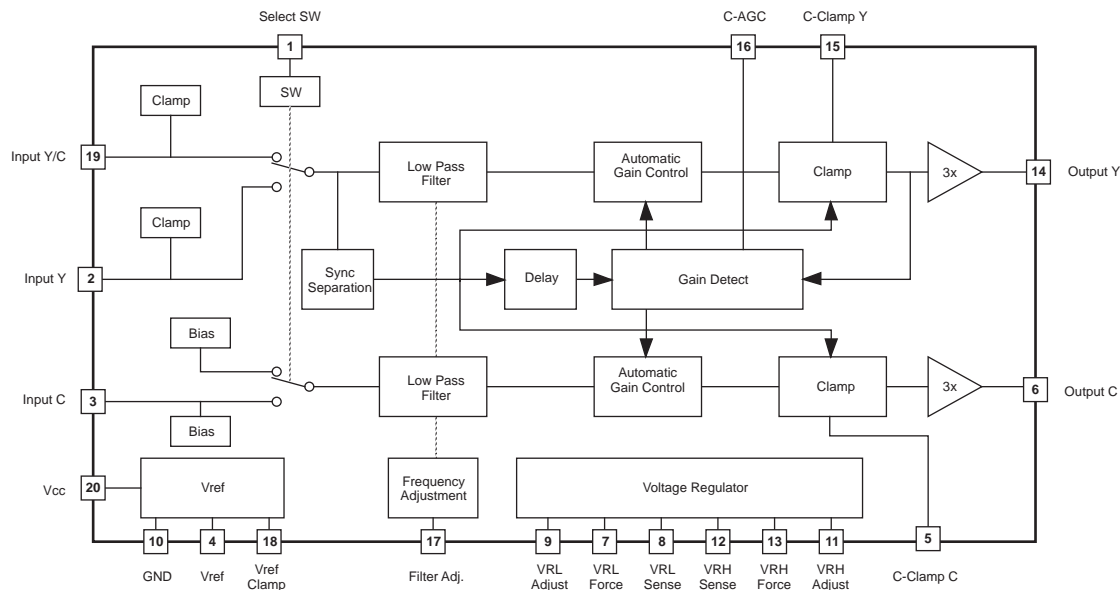 Select SW
C-AGC
C-Clamp Y
1
16
15
SW
Clamp
Input Y/C
19
Low Pass
Filter
Automatic
Gain Control
Clamp
3x
14
Output Y
Clamp
Input Y
2
Sync
Separation
Delay
Gain Detect
Bias
Input C
3
Low Pass
Filter
Automatic
Gain Control
Clamp
3x
6
Output C
Bias
Vcc
20
Vref
Frequency
Adjustment
Voltage Regulator
10
4
18
17
9
7
8
12
13
11
5
GND
Vref
Vref
Clamp
Filter Adj.
VRL
Adjust
VRL
Force
VRL
Sense
VRH
Sense
VRH
Force
VRH
Adjust
C-Clamp C